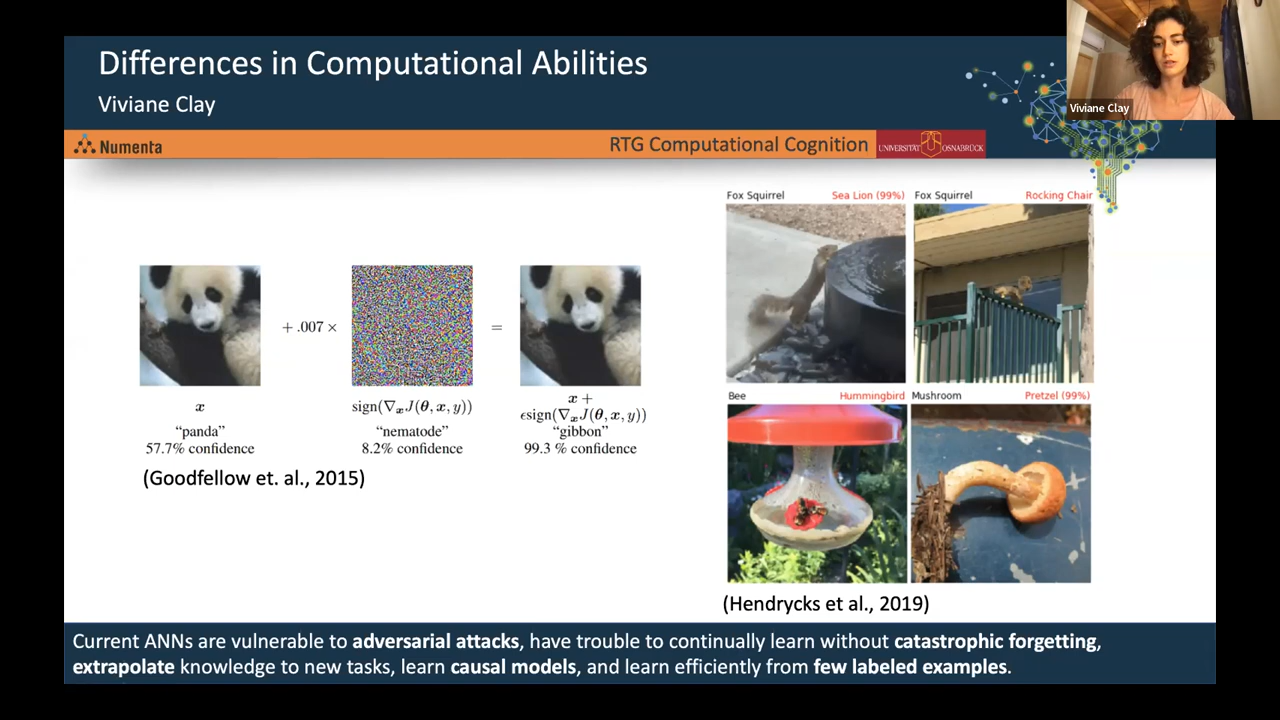 Differences in Computational Abilities
Viviane Clay
Viviane Clay
Numenta
RTG Computational Cognition
UNIVERSITÄT OSNABRÜCK
+ .007 ×
=
x
sign(∇ₓJ(θ, x, y))
x +
ϵsign(∇ₓJ(θ, x, y))
“panda”
“nematode”
“gibbon”
57.7% confidence
8.2% confidence
99.3 % confidence
(Goodfellow et. al., 2015)
Fox Squirrel
Sea Lion (99%)
Fox Squirrel
Rocking Chair
Bee
Hummingbird
Mushroom
Pretzel (99%)
(Hendrycks et al., 2019)
Current ANNs are vulnerable to adversarial attacks, have trouble to continually learn without catastrophic forgetting,
extrapolate knowledge to new tasks, learn causal models, and learn efficiently from few labeled examples.